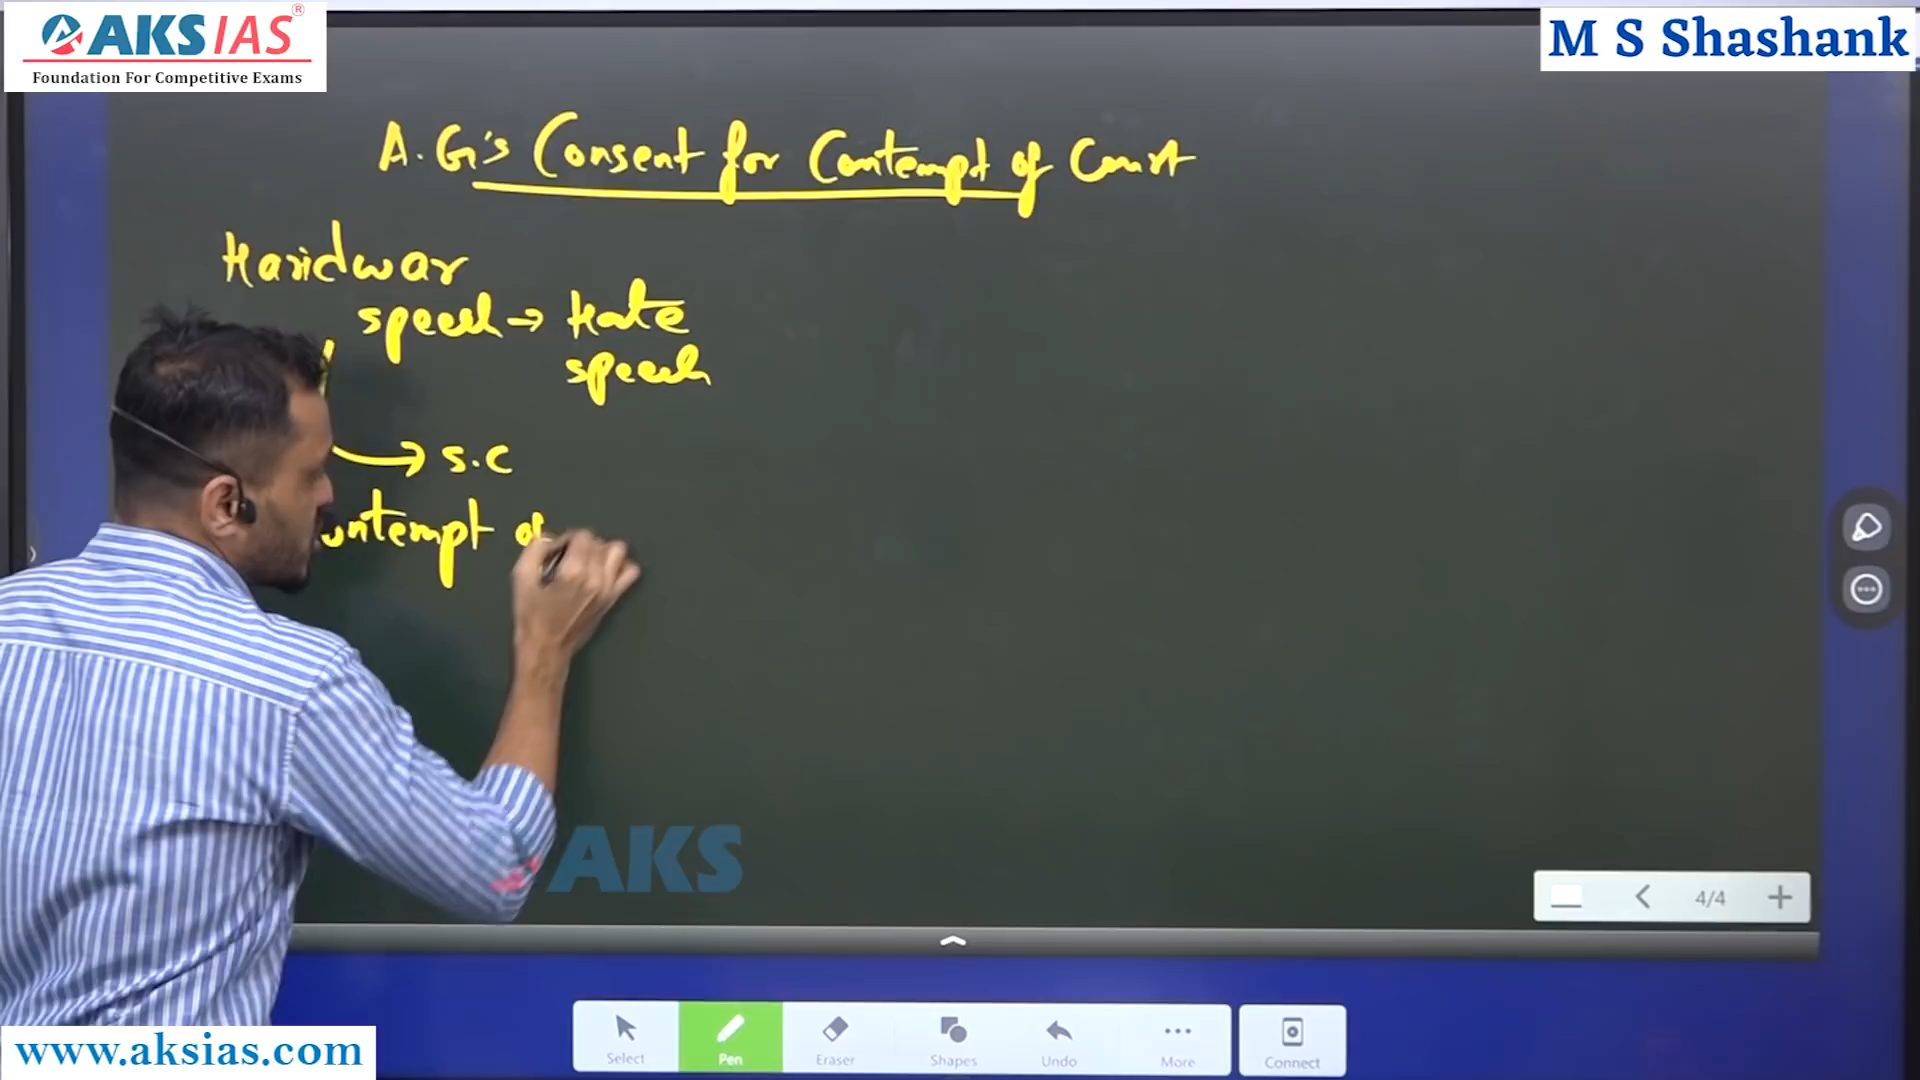 AKS IAS®
Foundation For Competitive Exams
M S Shashank
A.G's Consent for Contempt of Court
Haridwar
speech → Hate
speech
→ S.C
ontempt of
AKS
4/4
Select
Pen
Eraser
Shapes
Undo
More
Connect
www.aksias.com